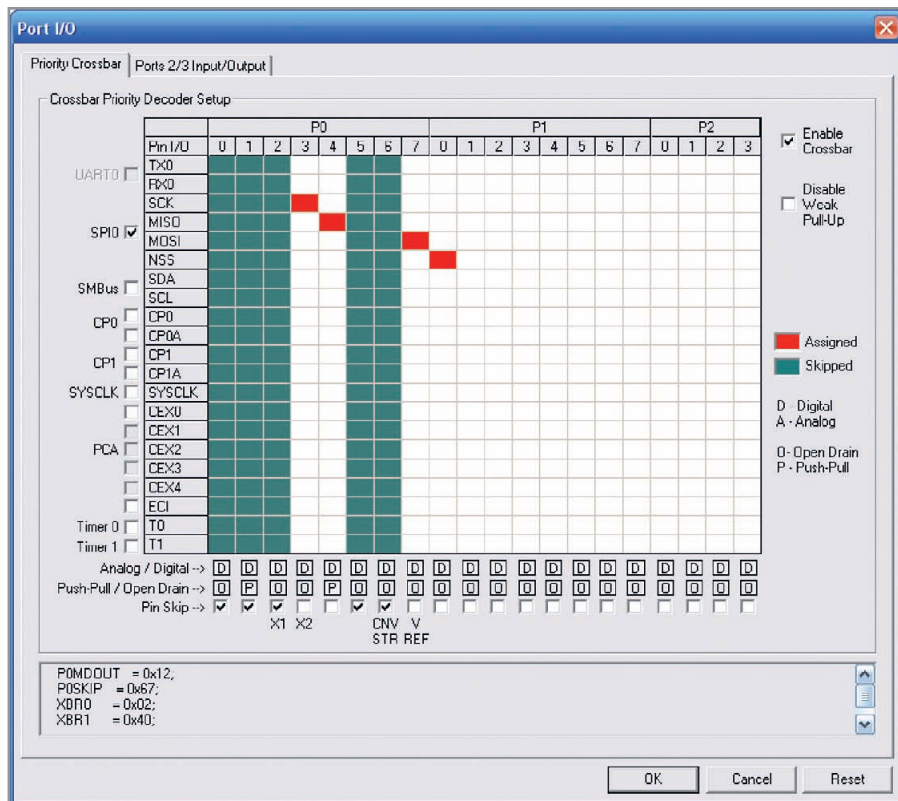 Port I/O
Priority Crossbar Ports 2/3 Input/Output
Crossbar Priority Decoder Setup
P0 P1 P2
Pin I/O 0 1 2 3 4 5 6 7 0 1 2 3 4 5 6 7 0 1 2 3
Enable
Crossbar
Disable
Weak
Pull-Up
UART0
TX0
RX0
SPI0
SCK
MISO
MOSI
NSS
SMBus
SDA
SCL
CP0
CP0
CP0A
CP1
CP1
CP1A
SYSCLK
SYSCLK
PCA
CEX0
CEX1
CEX2
CEX3
CEX4
ECI
Timer 0 T0
Timer 1 T1
Assigned
Skipped
D - Digital
A - Analog
O- Open Drain
P - Push-Pull
Analog / Digital --> D D D D D D D D D D D D D D D D D D D D
Push-Pull / Open Drain --> O P O O P O O O O O O O O O O O O O O O
Pin Skip -->
X1 X2 CNV V
STR REF
P0MDOUT = 0x12;
P0SKIP = 0x67;
XBR0 = 0x02;
XBR1 = 0x40;
OK Cancel Reset